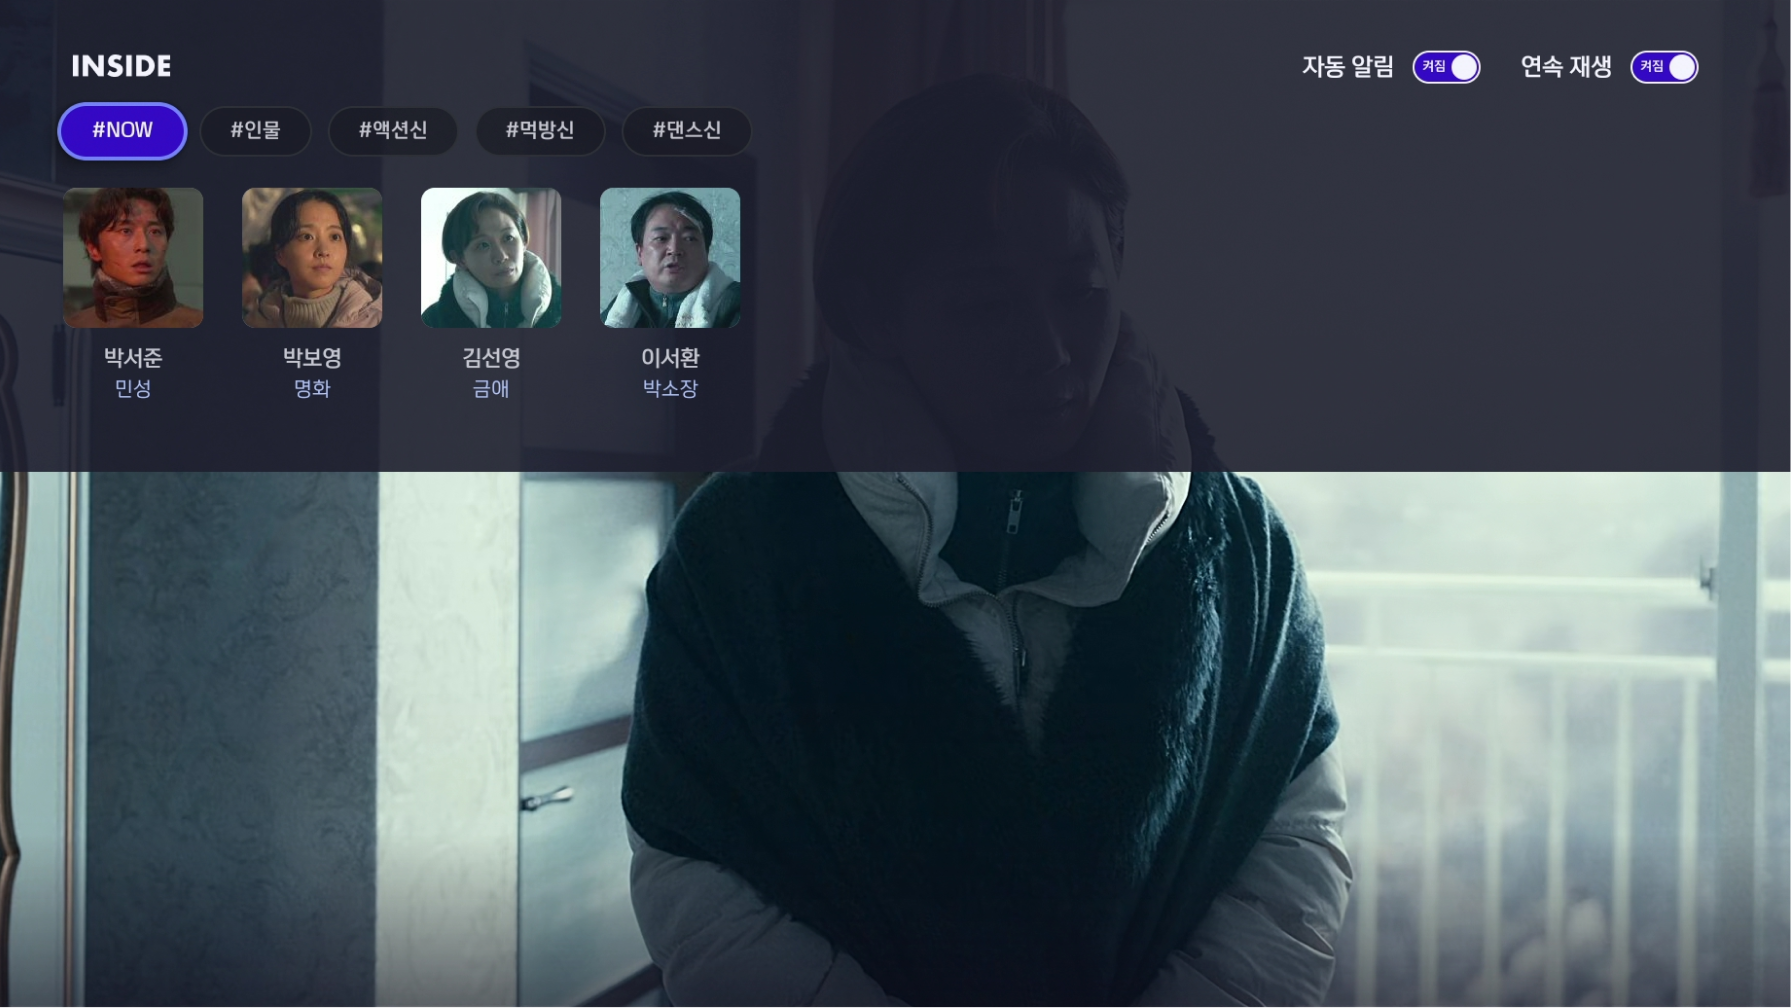 INSIDE
자동 알림 켜짐 연속 재생 켜짐
#NOW #인물 #액션신 #먹방신 #댄스신
박서준 박보영 김선영 이서환
민성 명화 금애 박소장